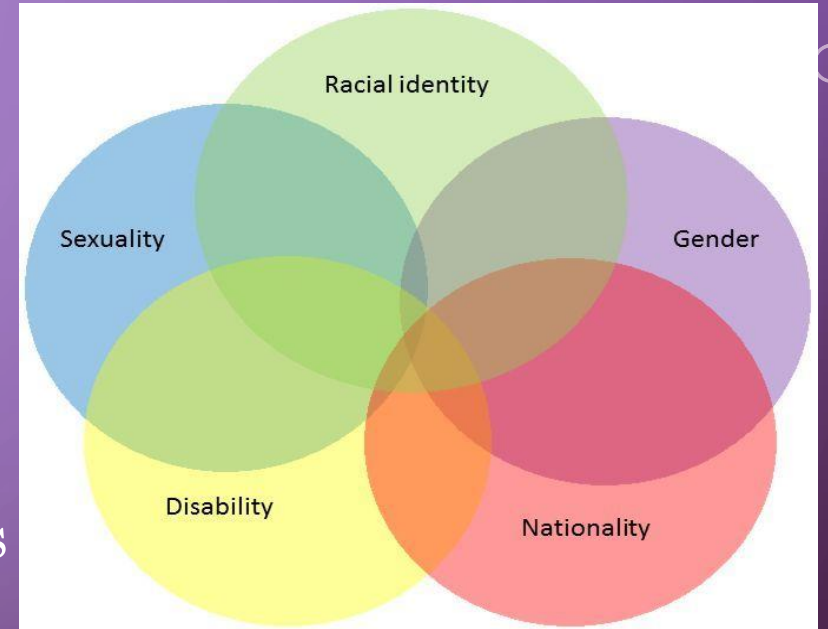 Racial identity
Sexuality
Gender
Disability
Nationality